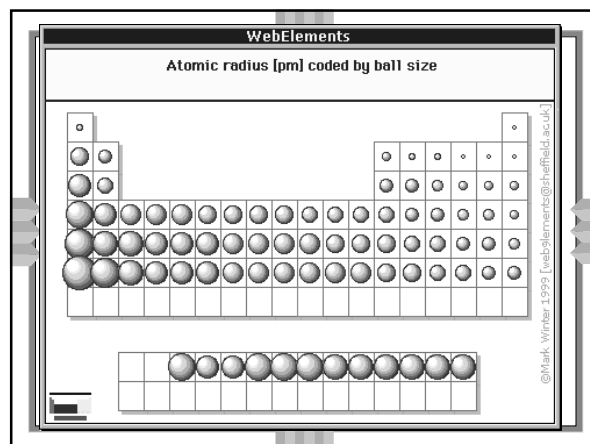 WebElements
Atomic radius [pm] coded by ball size
©Mark Winter 1999 [webelements@sheffield.ac.uk]